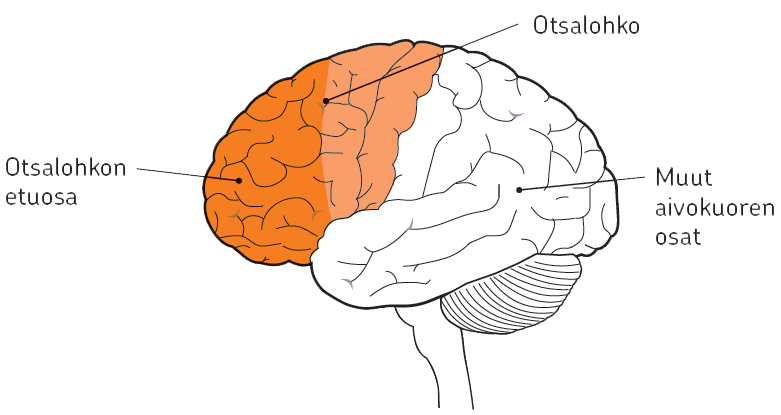 Otsalohko
Otsalohkon
etuosa
Muut
aivokuoren
osat